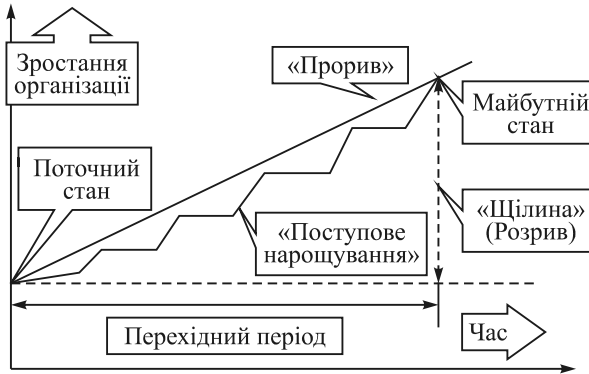 Зростання
організації
«Прорив»
Майбутній
стан
Поточний
стан
«Щілина»
(Розрив)
«Поступове
нарощування»
Перехідний період
Час